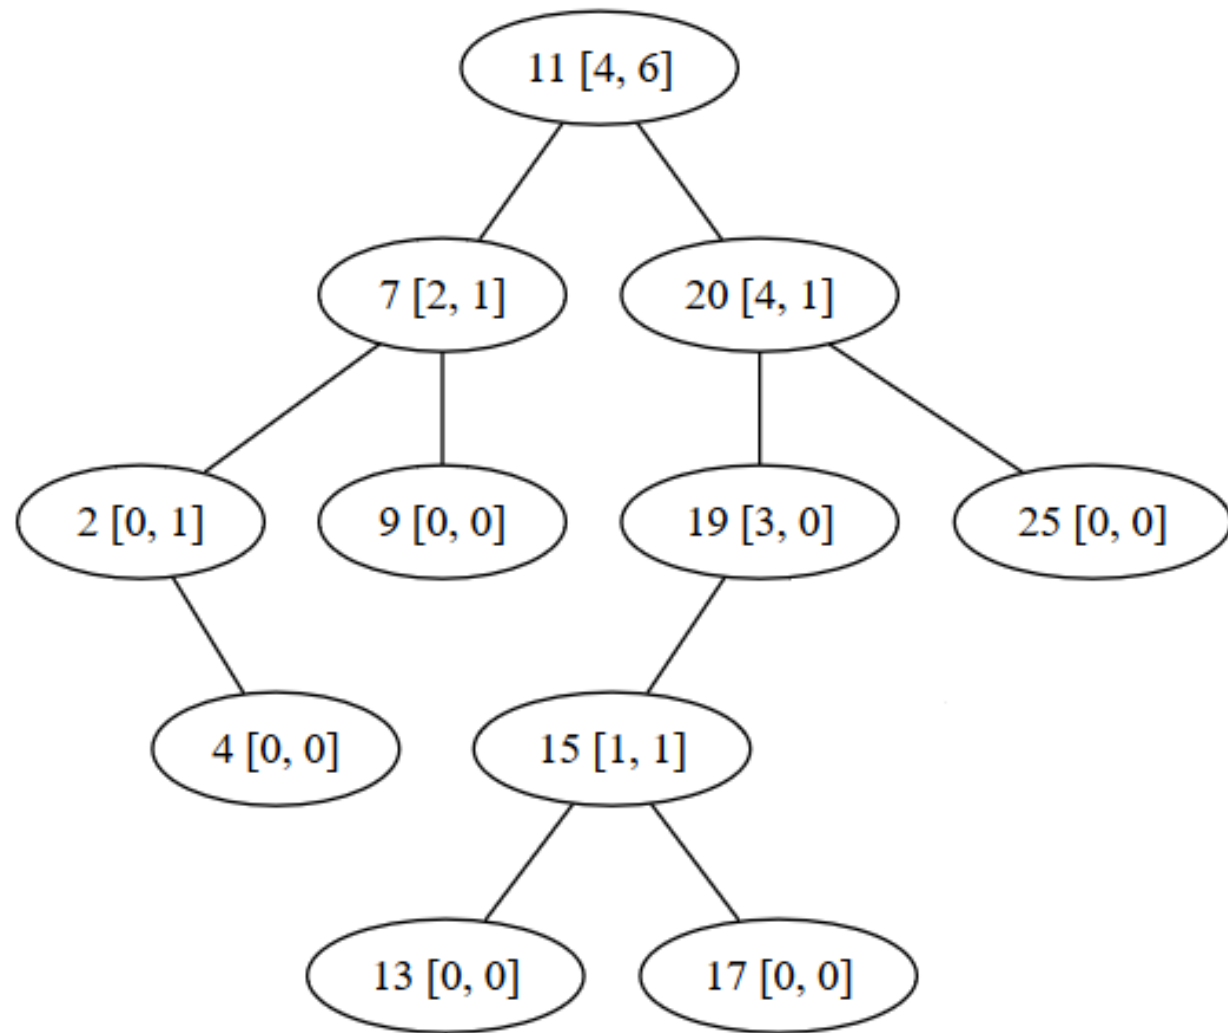 11 [4, 6]
7 [2, 1]
20 [4, 1]
2 [0, 1]
9 [0, 0]
19 [3, 0]
25 [0, 0]
4 [0, 0]
15 [1, 1]
13 [0, 0]
17 [0, 0]